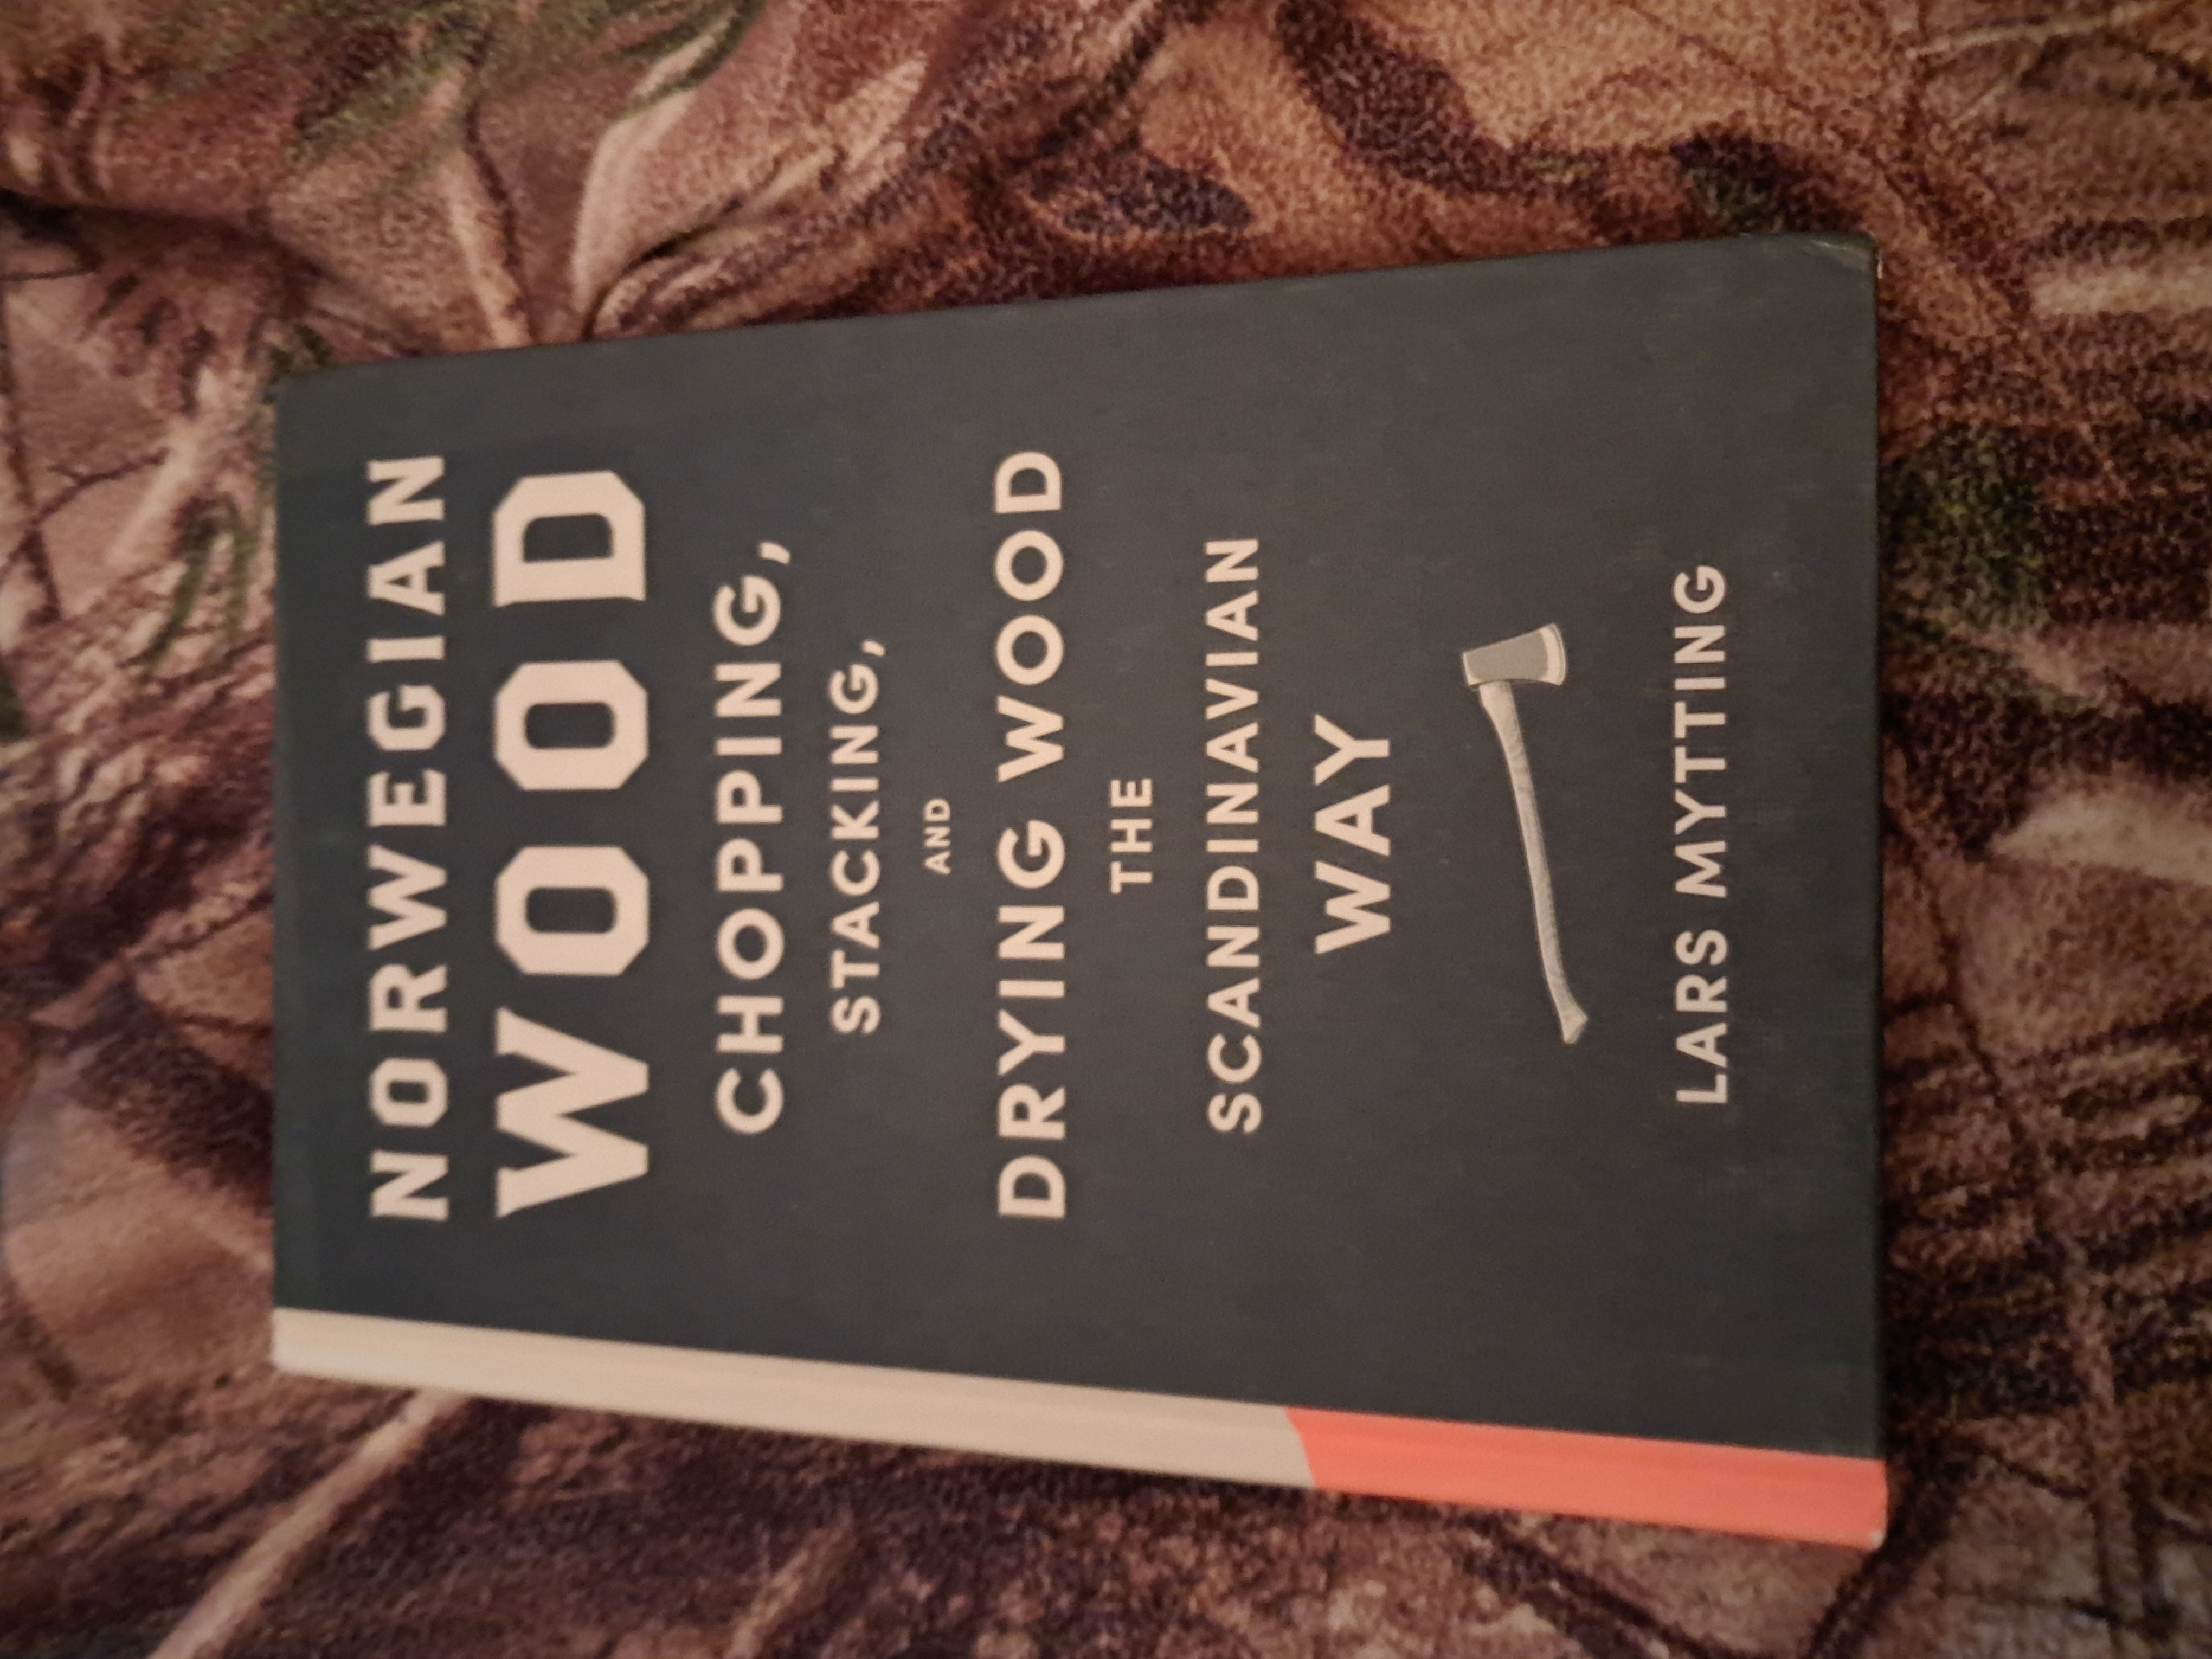 NORWEGIAN
WOOD
CHOPPING,
STACKING,
AND
DRYING WOOD
THE
SCANDINAVIAN
WAY
LARS MYTTING